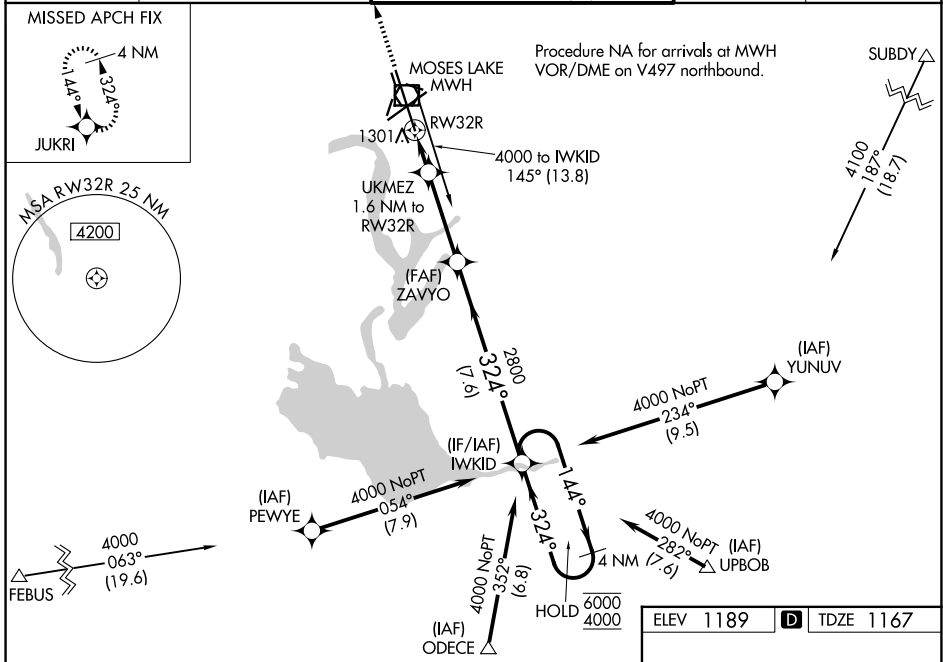 MISSED APCH FIX
4 NM
144°
324°
JUKRI
MSA RW32R 25 NM
4200
MOSES LAKE
MWH
Procedure NA for arrivals at MWH
VOR/DME on V497 northbound.
SUBDY
4100
187°
(18.7)
RW32R
1301
4000 to IWKID
145° (13.8)
UKMEZ
1.6 NM to
RW32R
(FAF)
ZAVYO
2800
324°
(7.6)
(IAF)
YUNUV
4000 NoPT
234°
(9.5)
(IF/IAF)
IWKID
(IAF)
PEWYE
4000 NoPT
054°
(7.9)
144°
324°
4 NM
4000 NoPT
282°
(7.6)
(IAF)
UPBOB
4000
063°
(19.6)
FEBUS
4000 NoPT
352°
(6.8)
HOLD
6000
4000
(IAF)
ODECE
ELEV 1189
D
TDZE 1167